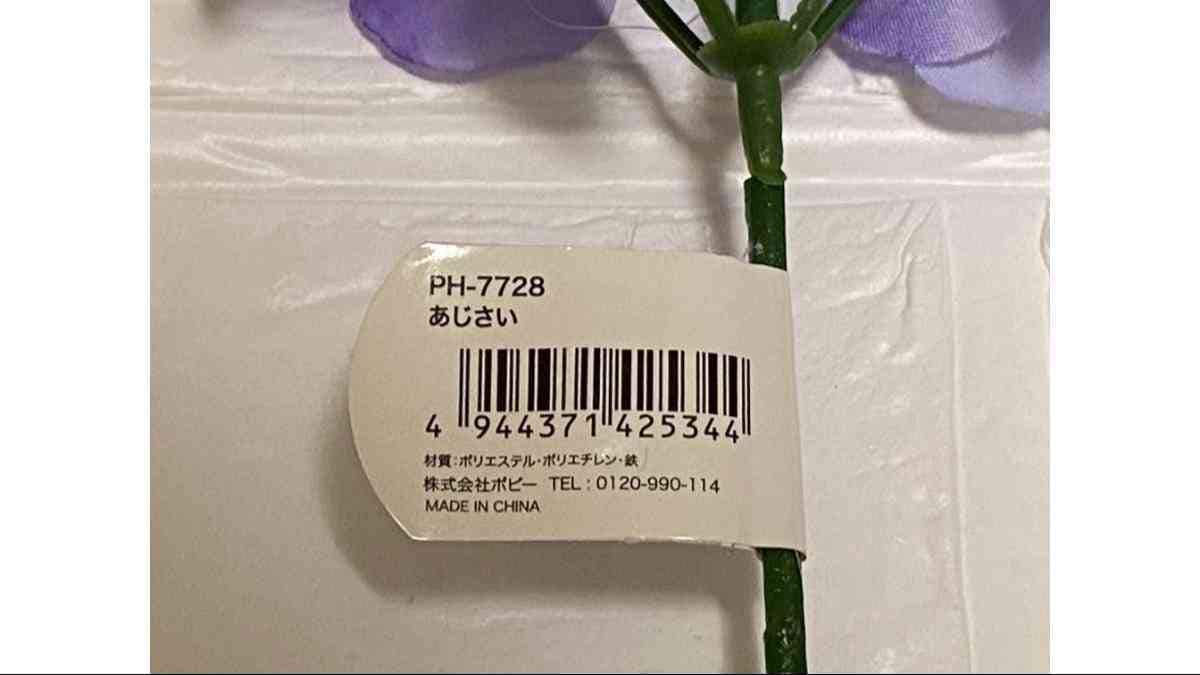 PH-7728
あじさい
4 944371 425344
材質:ポリエステル・ポリエチレン・鉄
株式会社ポピー TEL:0120-990-114
MADE IN CHINA